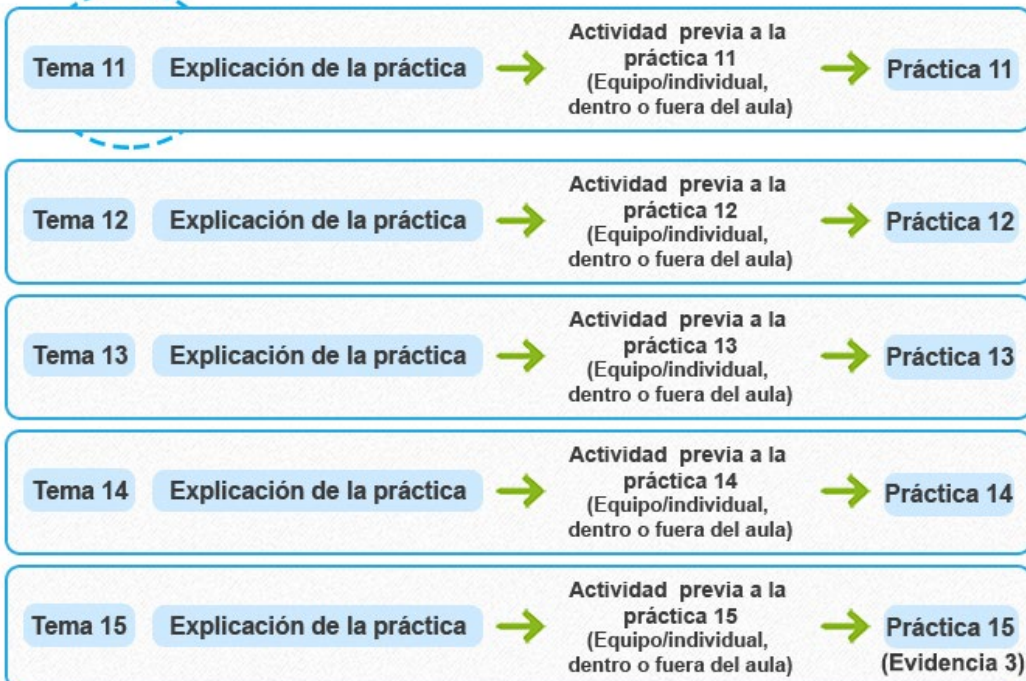 Tema 11
Explicación de la práctica
Actividad previa a la
práctica 11
(Equipo/individual,
dentro o fuera del aula)
Práctica 11
Tema 12
Explicación de la práctica
Actividad previa a la
práctica 12
(Equipo/individual,
dentro o fuera del aula)
Práctica 12
Tema 13
Explicación de la práctica
Actividad previa a la
práctica 13
(Equipo/individual,
dentro o fuera del aula)
Práctica 13
Tema 14
Explicación de la práctica
Actividad previa a la
práctica 14
(Equipo/individual,
dentro o fuera del aula)
Práctica 14
Tema 15
Explicación de la práctica
Actividad previa a la
práctica 15
(Equipo/individual,
dentro o fuera del aula)
Práctica 15
(Evidencia 3)